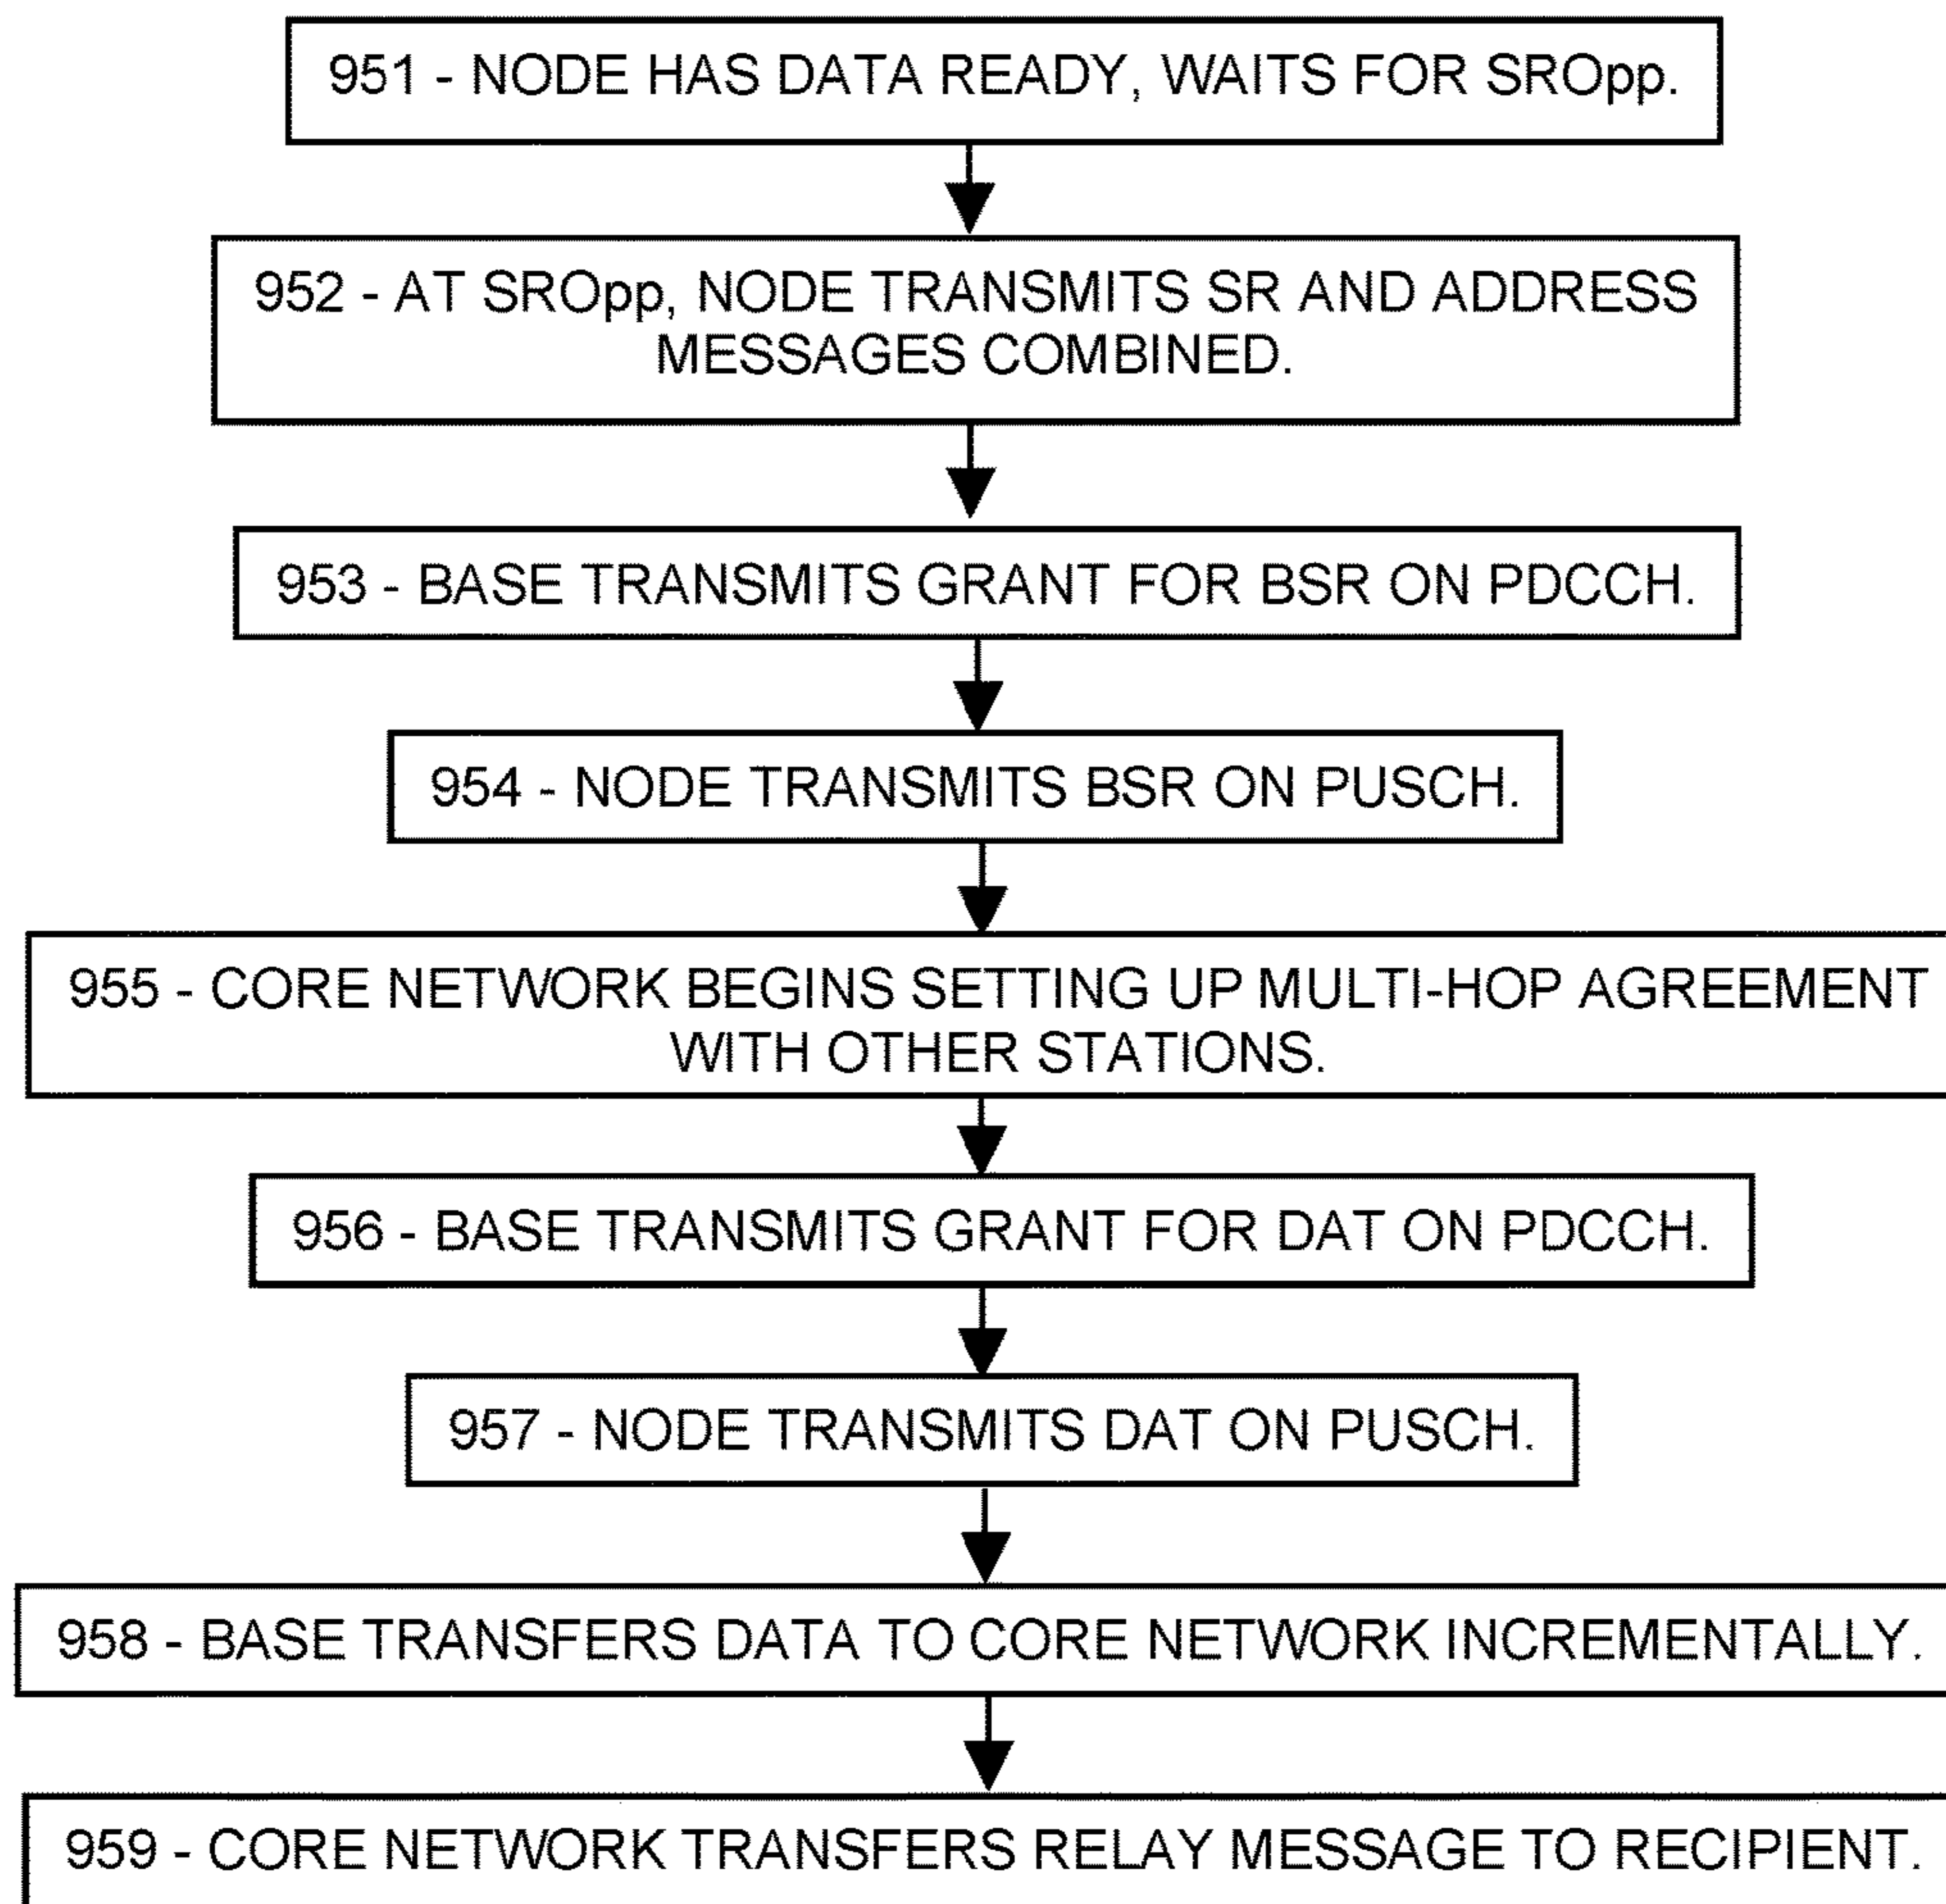 951 - NODE HAS DATA READY, WAITS FOR SROpp.
952 - AT SROpp, NODE TRANSMITS SR AND ADDRESS
MESSAGES COMBINED.
953 - BASE TRANSMITS GRANT FOR BSR ON PDCCH.
954 - NODE TRANSMITS BSR ON PUSCH.
955 - CORE NETWORK BEGINS SETTING UP MULTI-HOP AGREEMENT
WITH OTHER STATIONS.
956 - BASE TRANSMITS GRANT FOR DAT ON PDCCH.
957 - NODE TRANSMITS DAT ON PUSCH.
958 - BASE TRANSFERS DATA TO CORE NETWORK INCREMENTALLY.
959 - CORE NETWORK TRANSFERS RELAY MESSAGE TO RECIPIENT.